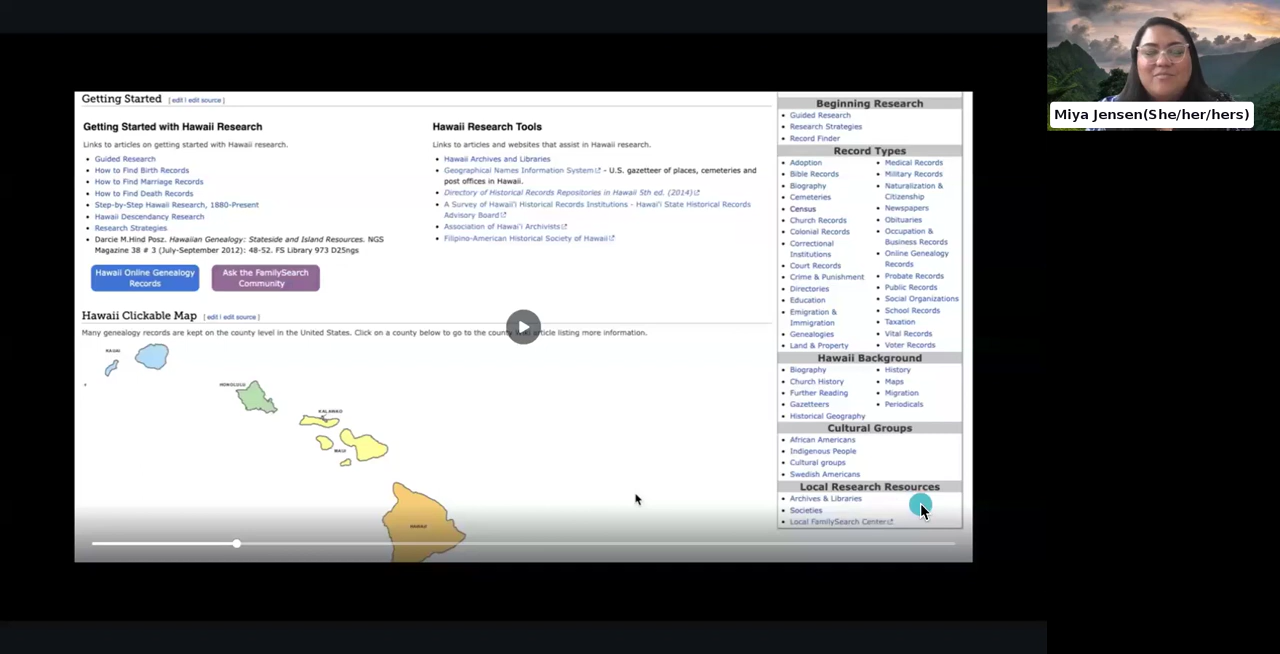 Getting Started [ edit | edit source ]
Getting Started with Hawaii Research
Links to articles on getting started with Hawaii research.
• Guided Research
• How to Find Birth Records
• How to Find Marriage Records
• How to Find Death Records
• Step-by-Step Hawaii Research, 1880-Present
• Hawaii Descendancy Research
• Research Strategies
• Darcie M.Hind Posz. Hawaiian Genealogy: Stateside and Island Resources. NGS
Magazine 38 # 3 (July-September 2012): 48-52. FS Library 973 D25ngs
Hawaii Online Genealogy
Records
Ask the FamilySearch
Community
Hawaii Research Tools
Links to articles and websites that assist in Hawaii research.
• Hawaii Archives and Libraries
• Geographical Names Information System - U.S. gazetteer of places, cemeteries and
post offices in Hawaii.
• Directory of Historical Records Repositories in Hawaii 5th ed. (2014)
• A Survey of Hawai'i Historical Records Institutions - Hawai'i State Historical Records
Advisory Board
• Association of Hawai'i Archivists
• Filipino-American Historical Society of Hawaii
Hawaii Clickable Map [ edit | edit source ]
Many genealogy records are kept on the county level in the United States. Click on a county below to go to the county article listing more information.
KAUAI
HONOLULU
KALAWAO
MAUI
HAWAII
Beginning Research
• Guided Research
• Research Strategies
• Record Finder
Record Types
• Adoption
• Bible Records
• Biography
• Cemeteries
• Census
• Church Records
• Colonial Records
• Correctional
Institutions
• Court Records
• Crime & Punishment
• Directories
• Education
• Emigration &
Immigration
• Genealogies
• Land & Property
• Medical Records
• Military Records
• Naturalization &
Citizenship
• Newspapers
• Obituaries
• Occupation &
Business Records
• Online Genealogy
Records
• Probate Records
• Public Records
• Social Organizations
• School Records
• Taxation
• Vital Records
• Voter Records
Hawaii Background
• Biography
• Church History
• Further Reading
• Gazetteers
• Historical Geography
• History
• Maps
• Migration
• Periodicals
Cultural Groups
• African Americans
• Indigenous People
• Cultural groups
• Swedish Americans
Local Research Resources
• Archives & Libraries
• Societies
• Local FamilySearch Center
Miya Jensen(She/her/hers)